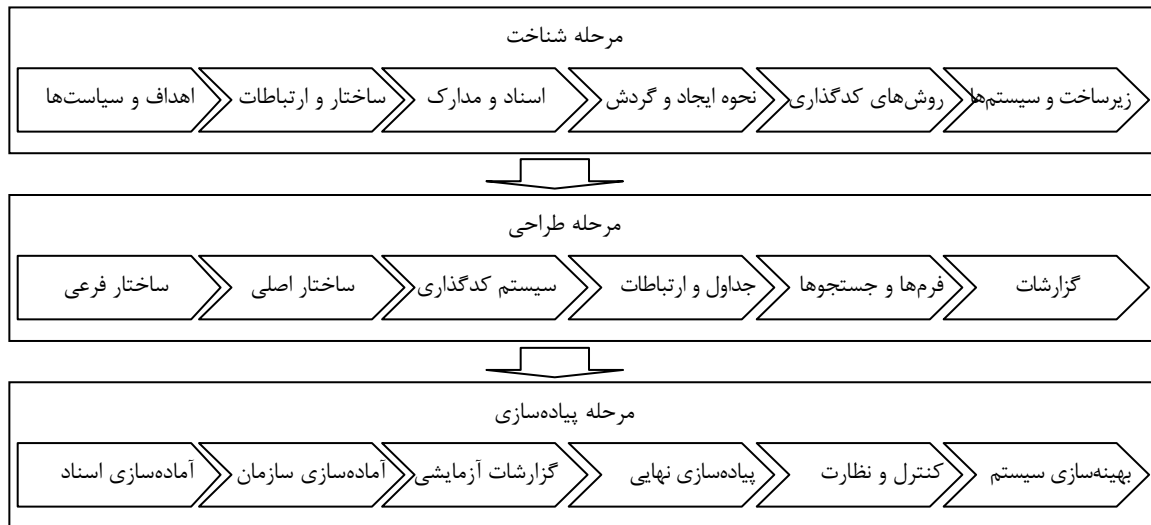 مرحله شناخت
اهداف و سیاست‌ها
ساختار و ارتباطات
اسناد و مدارک
نحوه ایجاد و گردش
روش‌های کدگذاری
زیرساخت و سیستم‌ها
مرحله طراحی
ساختار فرعی
ساختار اصلی
سیستم کدگذاری
جداول و ارتباطات
فرم‌ها و جستجوها
گزارشات
مرحله پیاده‌سازی
آماده‌سازی اسناد
آماده‌سازی سازمان
گزارشات آزمایشی
پیاده‌سازی نهایی
کنترل و نظارت
بهینه‌سازی سیستم